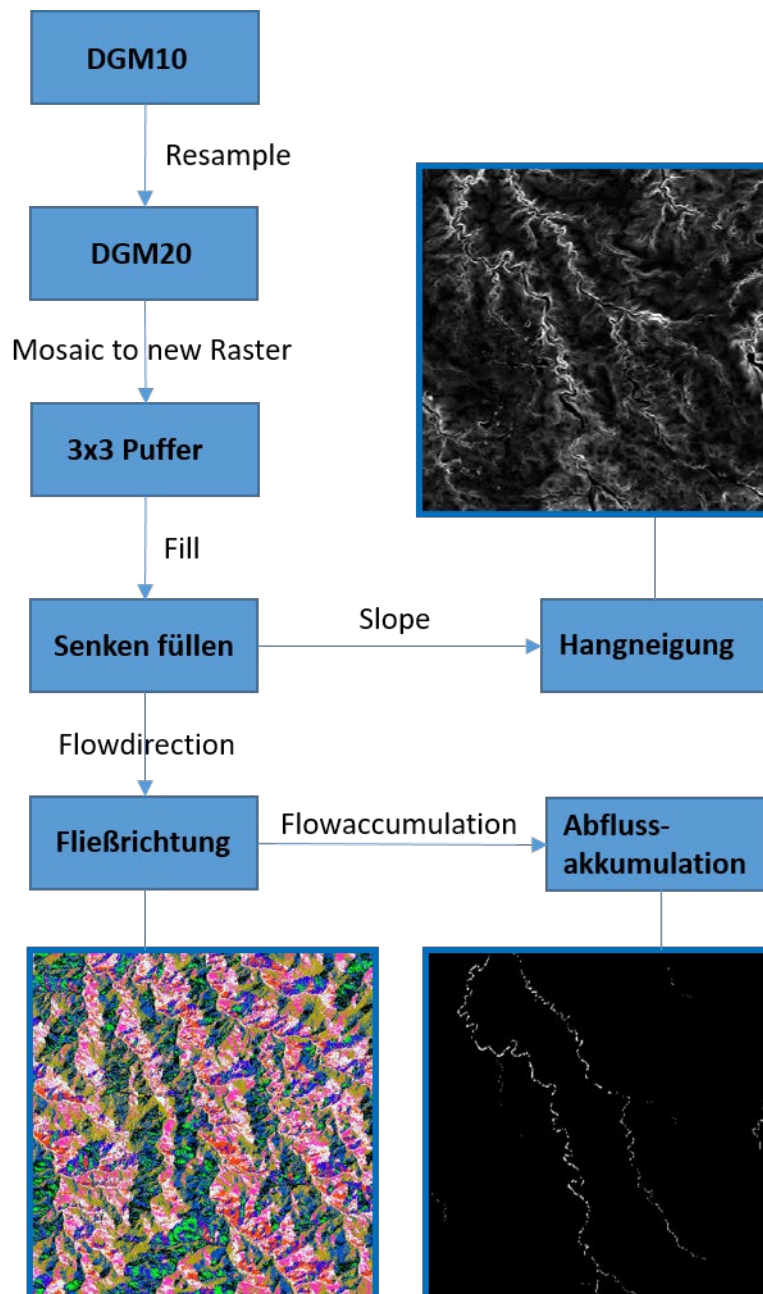 DGM10
Resample
DGM20
Mosaic to new Raster
3x3 Puffer
Fill
Senken füllen
Slope
Hangneigung
Flowdirection
Fließrichtung
Flowaccumulation
Abfluss-
akkumulation